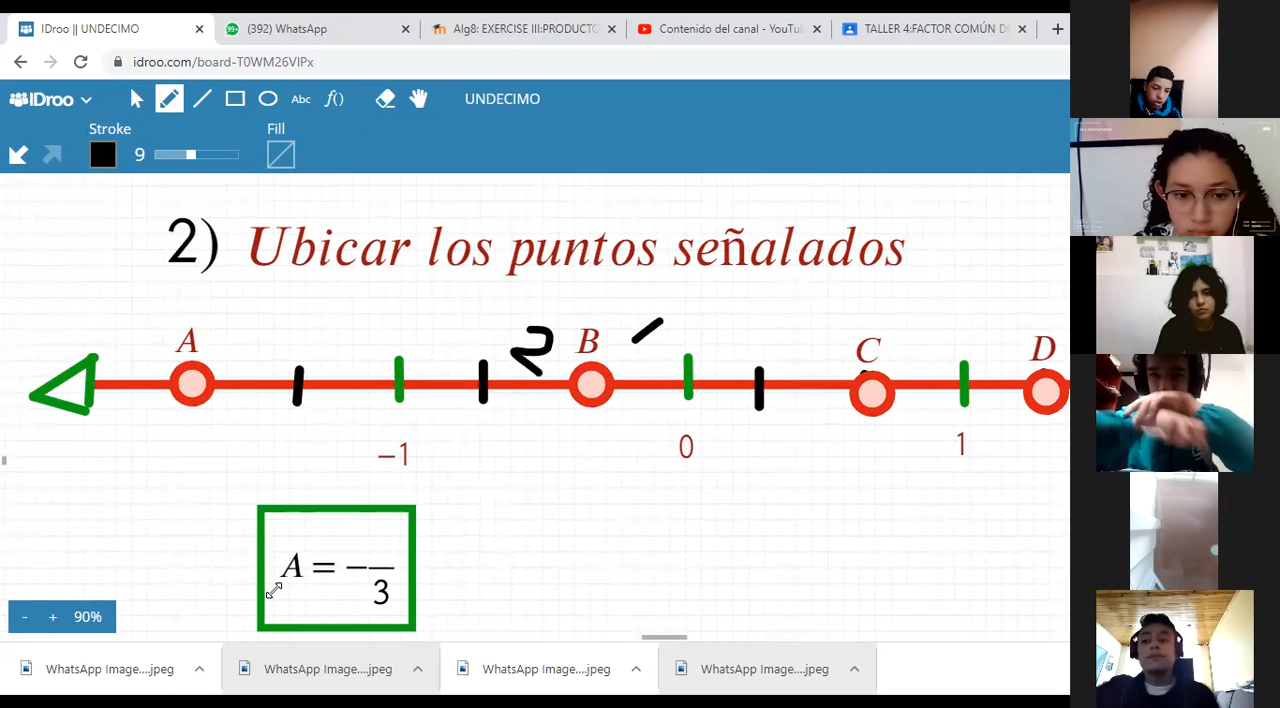 IDroo || UNDECIMO
(392) WhatsApp
Alg8: EXERCISE III:PRODUCTO
Contenido del canal - YouTu
TALLER 4:FACTOR COMÚN D
idroo.com/board-T0WM26VIPx
IDroo
Abc
f()
UNDECIMO
Stroke
Fill
9
2) Ubicar los puntos señalados
A
2
B
C
D
−1
0
1
A = −
3
- + 90%
WhatsApp Image....jpeg
WhatsApp Image....jpeg
WhatsApp Image....jpeg
WhatsApp Image....jpeg